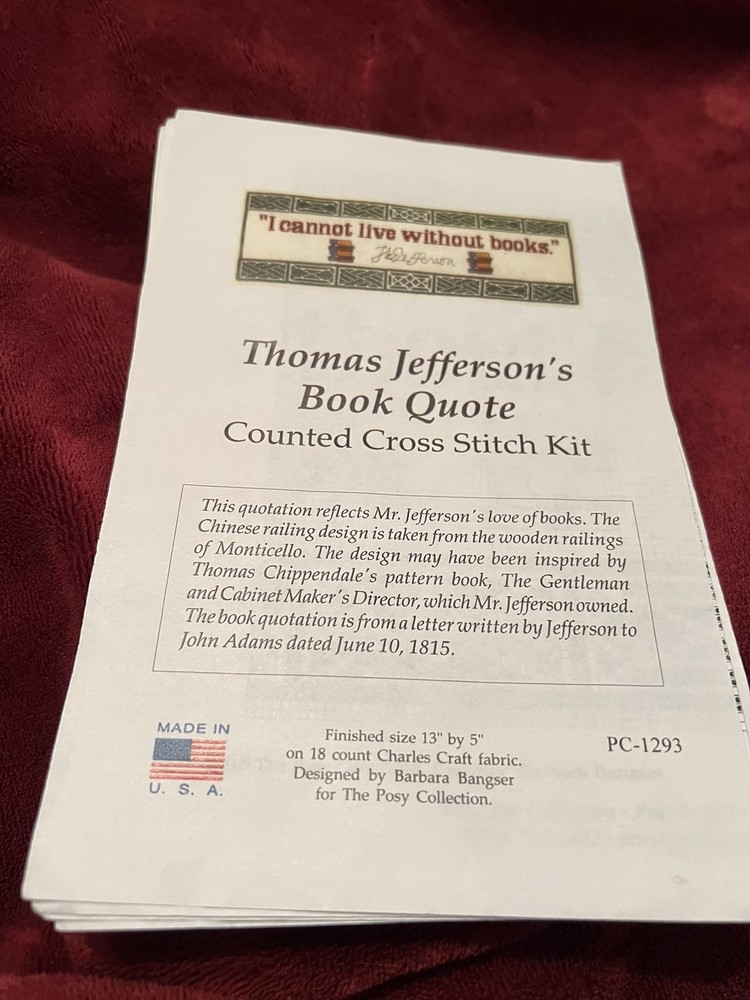 "I cannot live without books."
Th Jefferson
Thomas Jefferson's
Book Quote
Counted Cross Stitch Kit
This quotation reflects Mr. Jefferson's love of books. The
Chinese railing design is taken from the wooden railings
of Monticello. The design may have been inspired by
Thomas Chippendale's pattern book, The Gentleman
and Cabinet Maker's Director, which Mr. Jefferson owned.
The book quotation is from a letter written by Jefferson to
John Adams dated June 10, 1815.
MADE IN
U. S. A.
Finished size 13" by 5"
on 18 count Charles Craft fabric.
Designed by Barbara Bangser
for The Posy Collection.
PC-1293